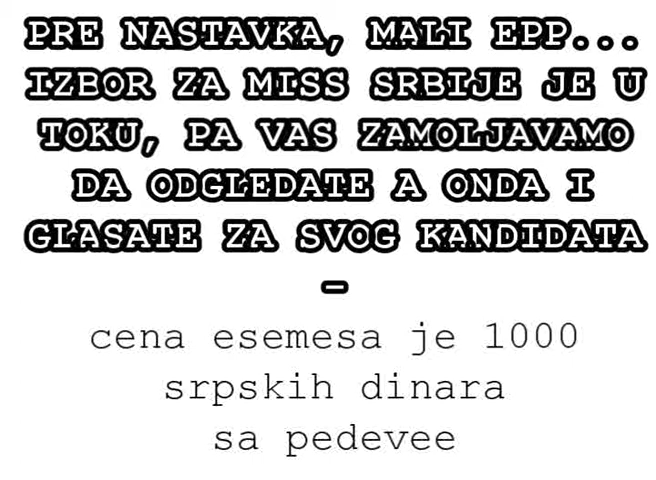 PRE NASTAVKA, MALI EPP...
IZBOR ZA MISS SRBIJE JE U
TOKU, PA VAS ZAMOLJAVAMO
DA ODGLEDATE A ONDA I
GLASATE ZA SVOG KANDIDATA
-
cena esemesa je 1000
srpskih dinara
sa pedevee